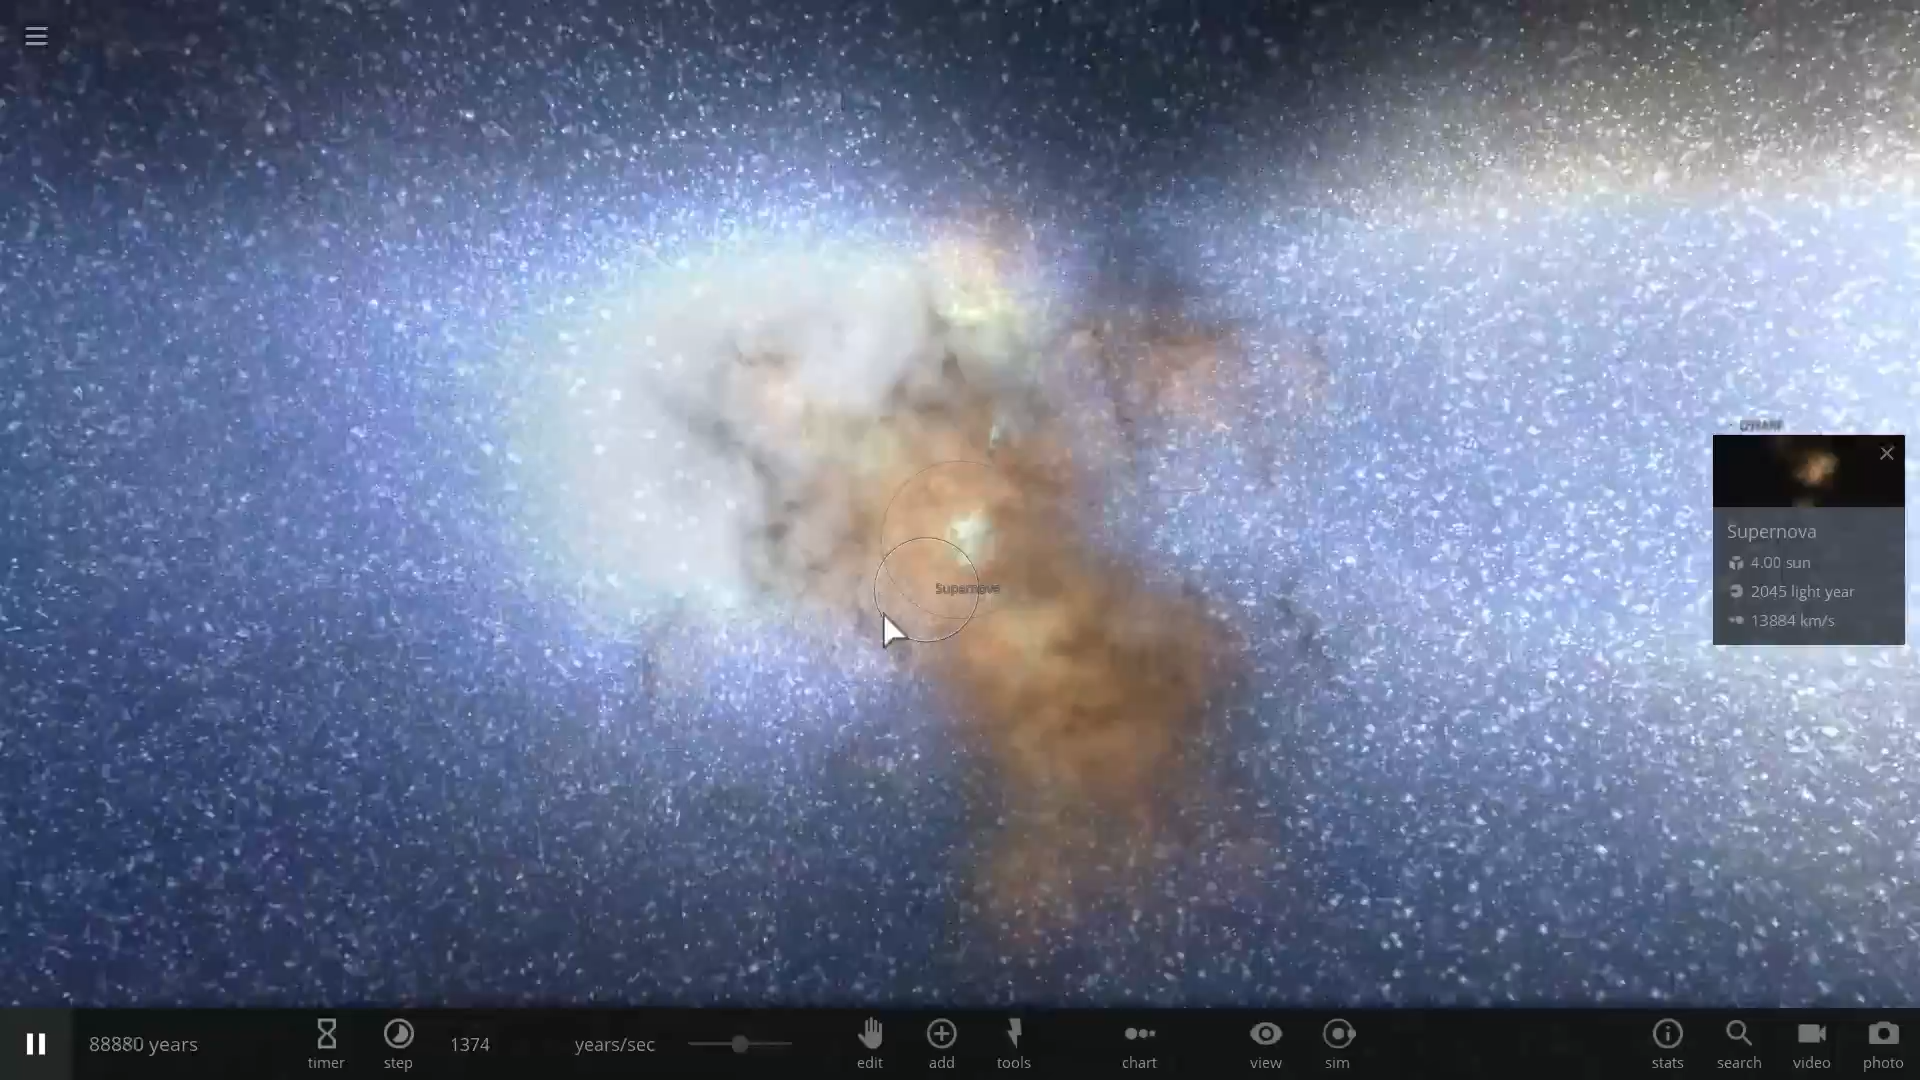 Supernova
Supernova
4.00 sun
2045 light year
13884 km/s
88880 years
timer
step
1374
years/sec
edit
add
tools
chart
view
sim
stats
search
video
photo